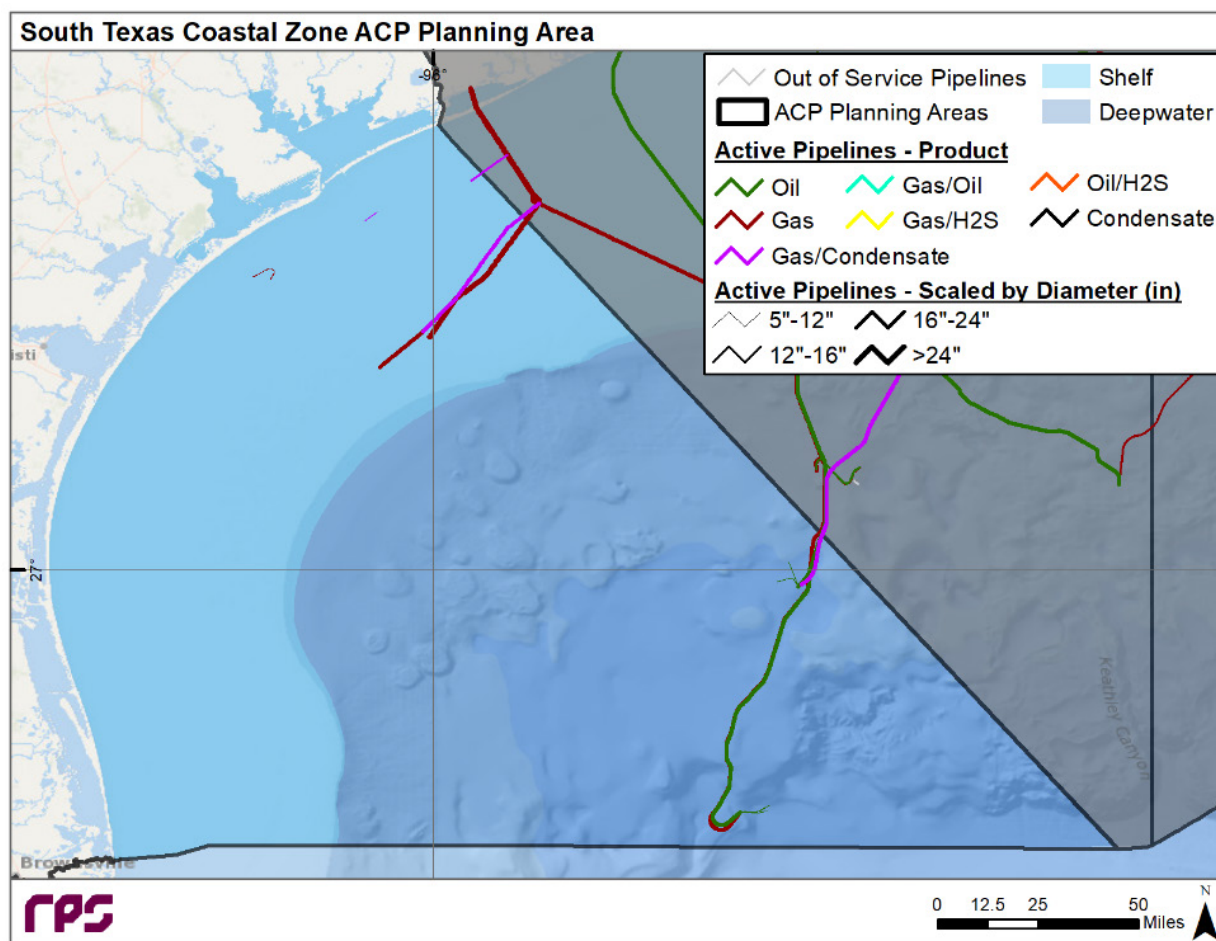 South Texas Coastal Zone ACP Planning Area
-96°
Out of Service Pipelines
Shelf
ACP Planning Areas
Deepwater
Active Pipelines - Product
Oil
Gas/Oil
Oil/H2S
Gas
Gas/H2S
Condensate
Gas/Condensate
Active Pipelines - Scaled by Diameter (in)
5"-12"
16"-24"
12"-16"
>24"
isti
27°
Keathley Canyon
Brownsville
rps
0 12.5 25 50
Miles
N